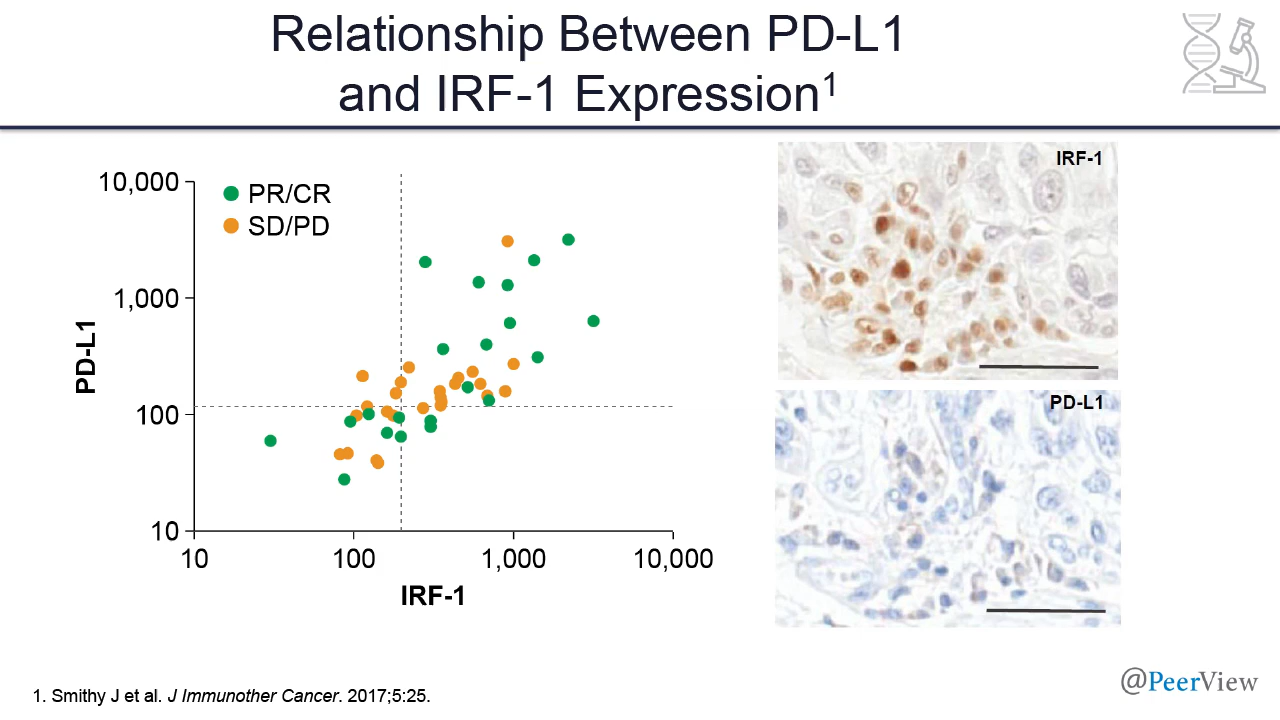 Relationship Between PD-L1
and IRF-1 Expression1
10,000
1,000
100
10
PD-L1
PR/CR
SD/PD
10
100
1,000
10,000
IRF-1
IRF-1
PD-L1
1. Smithy J et al. J Immunother Cancer. 2017;5:25.
@PeerView